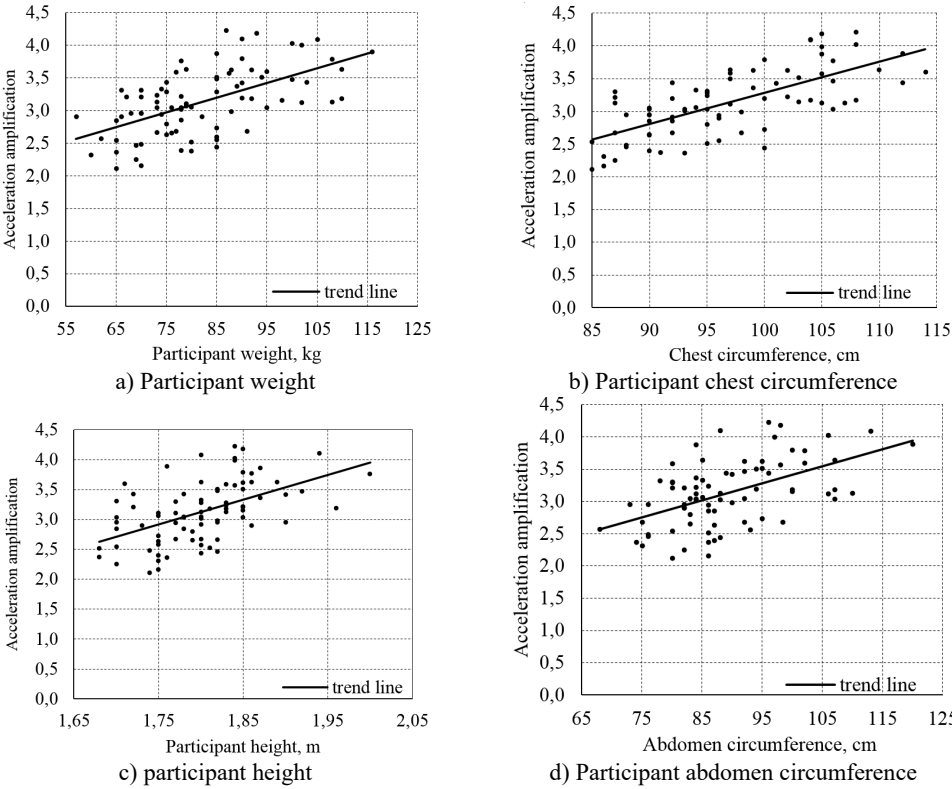 4,5
4,0
3,5
3,0
2,5
2,0
1,5
1,0
0,5
0,0
Acceleration amplification
trend line
55 65 75 85 95 105 115 125
Participant weight, kg
a) Participant weight
4,5
4,0
3,5
3,0
2,5
2,0
1,5
1,0
0,5
0,0
Acceleration amplification
trend line
85 90 95 100 105 110 115
Chest circumference, cm
b) Participant chest circumference
4,5
4,0
3,5
3,0
2,5
2,0
1,5
1,0
0,5
0,0
Acceleration amplification
trend line
1,65 1,75 1,85 1,95 2,05
Participant height, m
c) participant height
4,5
4,0
3,5
3,0
2,5
2,0
1,5
1,0
0,5
0,0
Acceleration amplification
trend line
65 75 85 95 105 115 125
Abdomen circumference, cm
d) Participant abdomen circumference